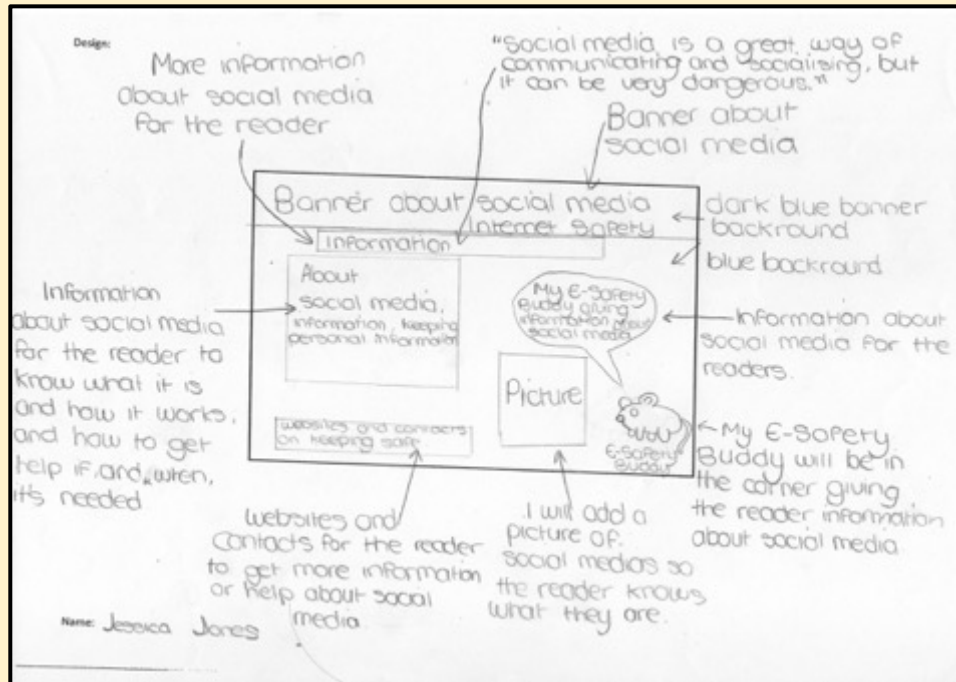 Design:
More information
about social media
for the reader
"Social media is a great way of
communicating and socialising, but
it can be very dangerous."
Banner about
social media
Banner about social media
Internet Safety
dark blue banner
backround
blue backround
Information
About
social media,
information, keeping
personal information
My E-Safety
Buddy giving
information about
social media
Information about
social media for the
readers.
Information
about social media
for the reader to
know what it is
and how it works,
and how to get
help if, and, when,
it's needed
Picture
websites and contacts
on keeping safe
E-Safety
Buddy
My E-Safety
Buddy will be in
the corner giving
the reader information
about social media
websites and
contacts for the reader
to get more information
or help about social
media
I will add a
picture of
social medias so
the reader knows
what they are.
Name: Jessica Jones